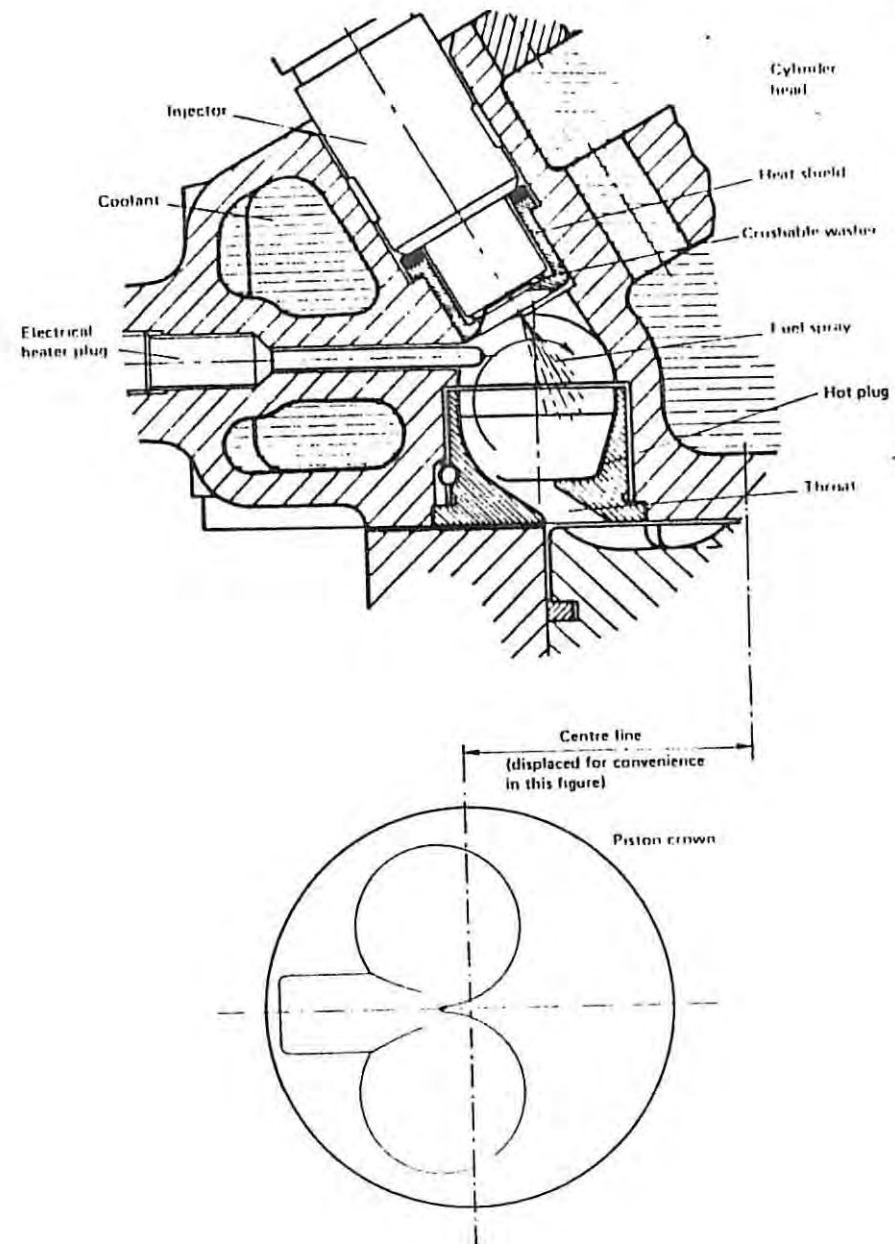 Cylinder
head
Injector
Heat shield
Coolant
Crushable washer
Electrical
heater plug
Fuel spray
Hot plug
Throat
Centre line
(displaced for convenience
in this figure)
Piston crown